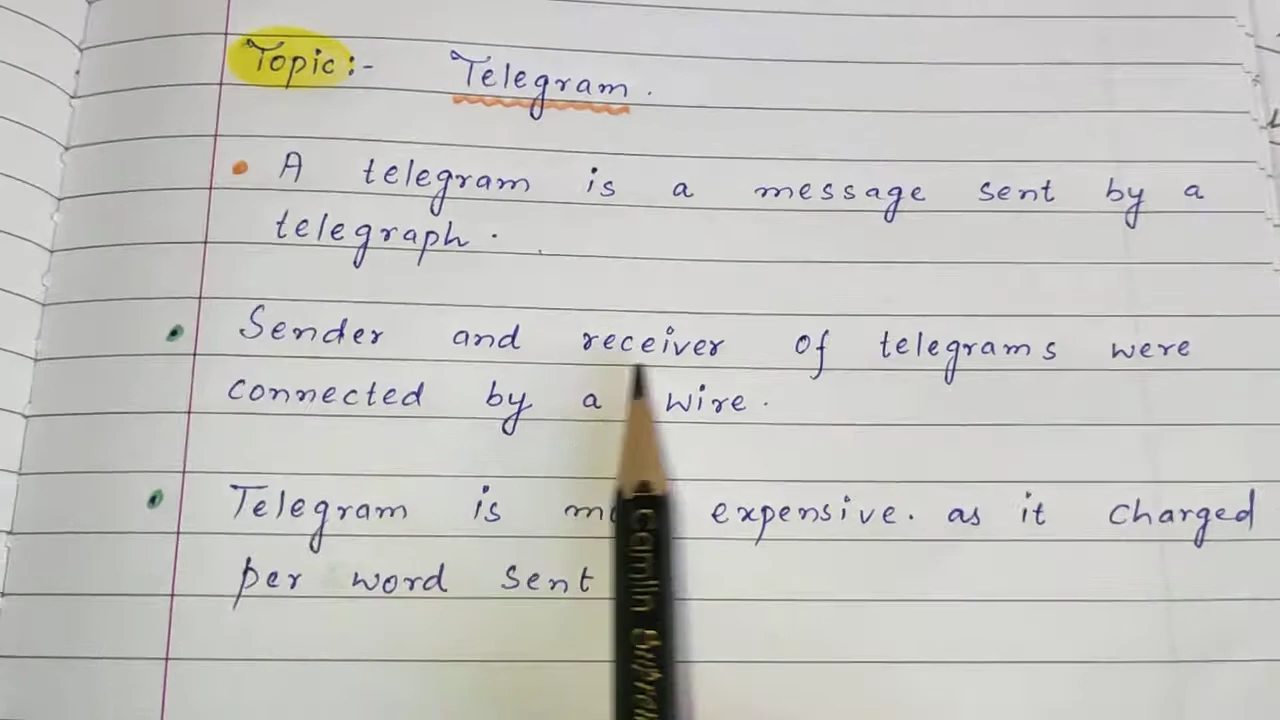 Topic:- Telegram.
• A telegram is a message sent by a
telegraph.
• Sender and receiver of telegrams were
connected by a wire.
• Telegram is expensive. as it charged
per word sent
camlin